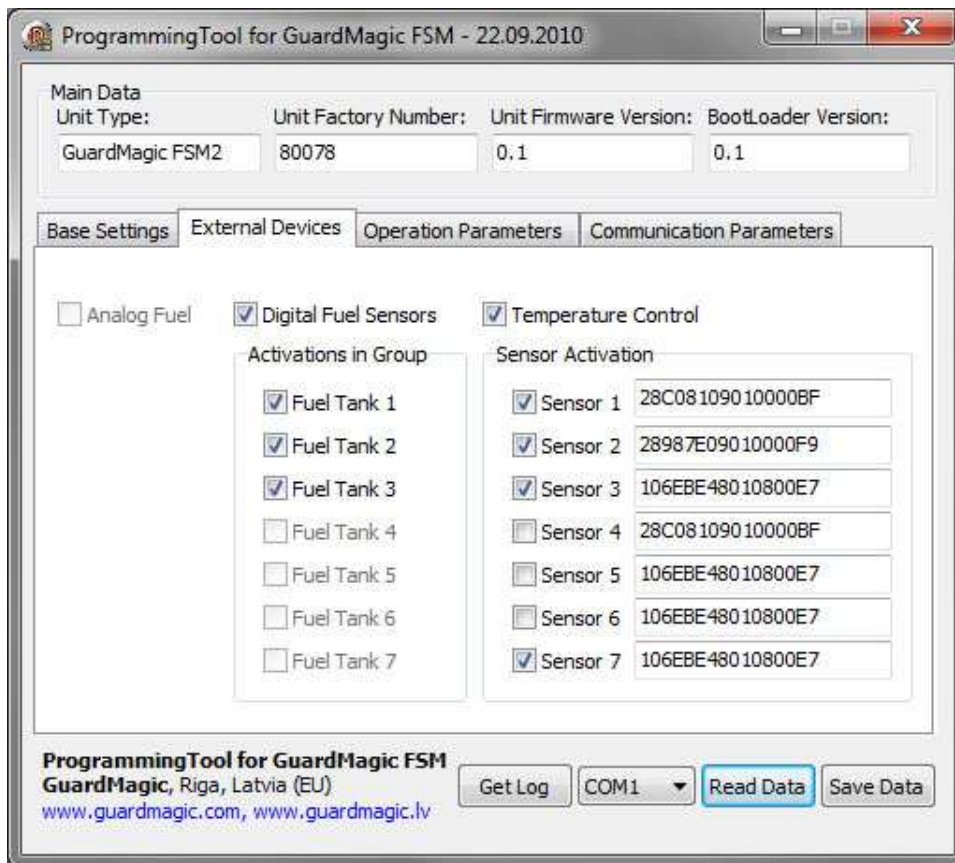 ProgrammingTool for GuardMagic FSM - 22.09.2010
Main Data
Unit Type: Unit Factory Number: Unit Firmware Version: BootLoader Version:
GuardMagic FSM2 80078 0.1 0.1
Base Settings External Devices Operation Parameters Communication Parameters
Analog Fuel Digital Fuel Sensors Temperature Control
Activations in Group Sensor Activation
Fuel Tank 1 Sensor 1 28C08109010000BF
Fuel Tank 2 Sensor 2 28987E09010000F9
Fuel Tank 3 Sensor 3 106EBE48010800E7
Fuel Tank 4 Sensor 4 28C08109010000BF
Fuel Tank 5 Sensor 5 106EBE48010800E7
Fuel Tank 6 Sensor 6 106EBE48010800E7
Fuel Tank 7 Sensor 7 106EBE48010800E7
ProgrammingTool for GuardMagic FSM
GuardMagic, Riga, Latvia (EU) Get Log COM1 Read Data Save Data
www.guardmagic.com, www.guardmagic.lv